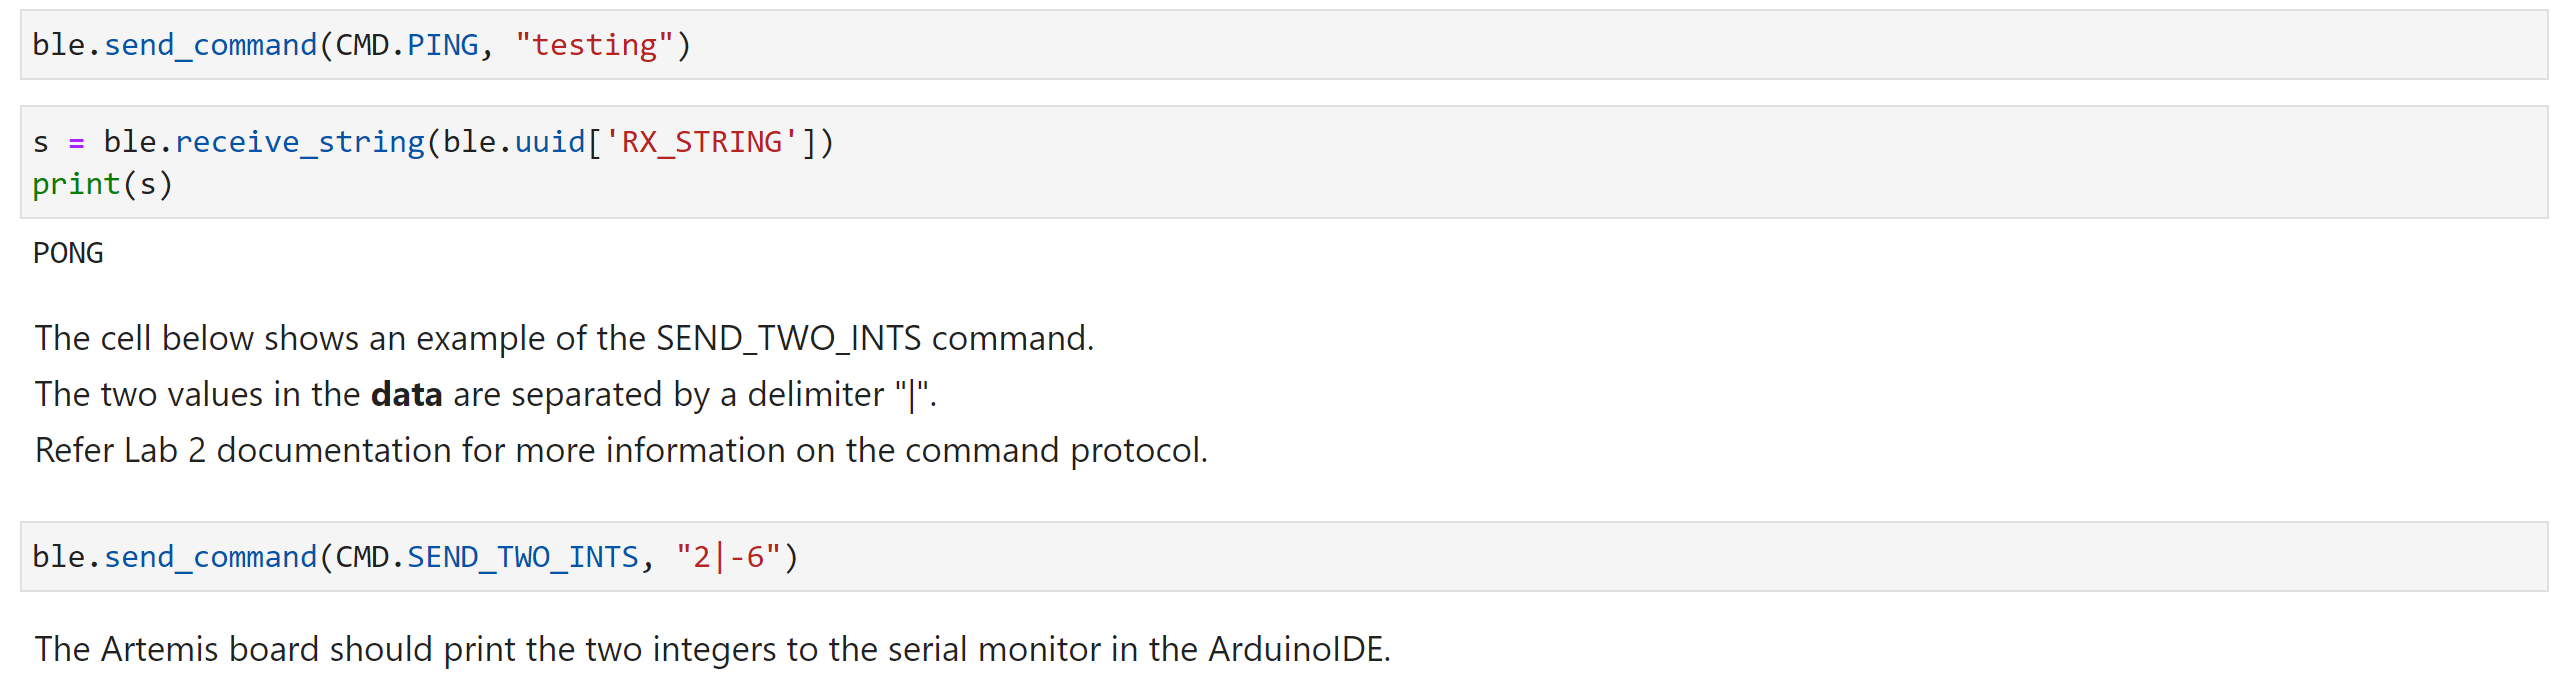 ble.send_command(CMD.PING, "testing")
s = ble.receive_string(ble.uuid['RX_STRING'])
print(s)
PONG
The cell below shows an example of the SEND_TWO_INTS command.
The two values in the data are separated by a delimiter "|".
Refer Lab 2 documentation for more information on the command protocol.
ble.send_command(CMD.SEND_TWO_INTS, "2|-6")
The Artemis board should print the two integers to the serial monitor in the ArduinoIDE.